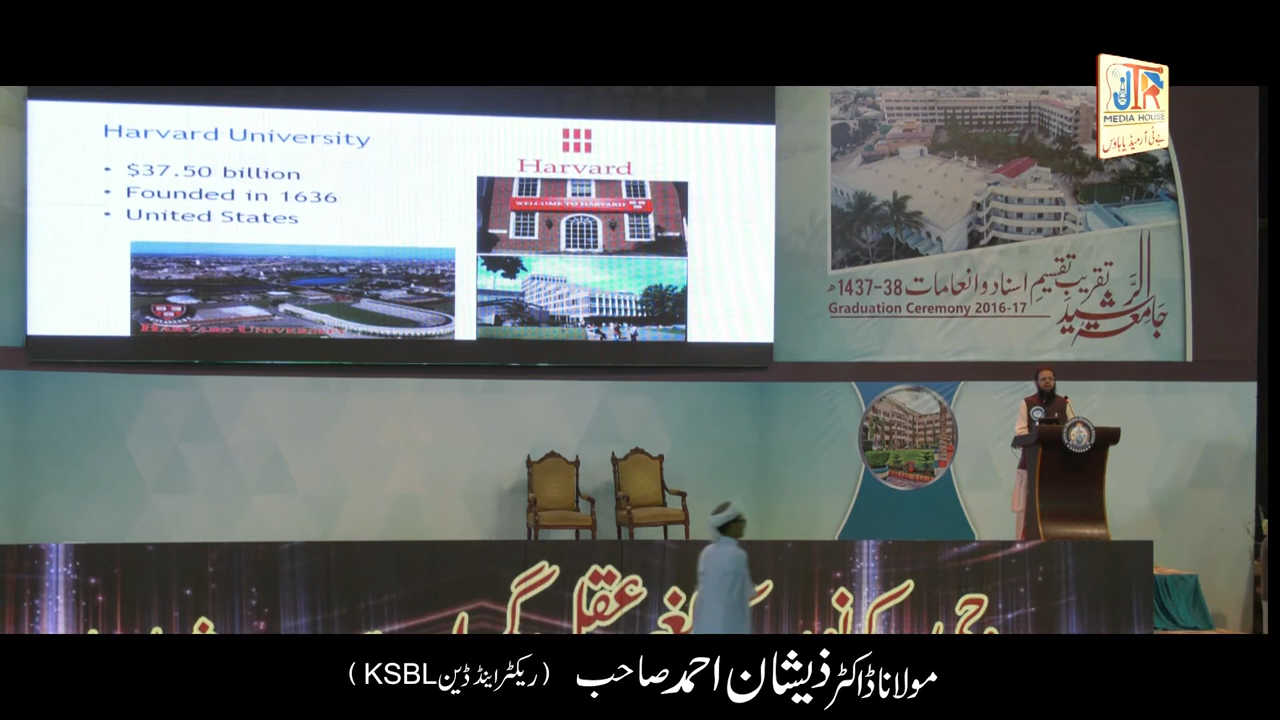 JTR
MEDIA HOUSE
جے ٹی آر میڈیا ہاؤس
Harvard University
• $37.50 billion
• Founded in 1636
• United States
Harvard
WELCOME TO HARVARD
HARVARD UNIVERSITY
جامعۃ الرشید
تقریب تقسیم اسناد و انعامات 38-1437ھ
Graduation Ceremony 2016-17
مولانا ڈاکٹر ذیشان احمد صاحب (ریکٹر اینڈ ڈین KSBL)